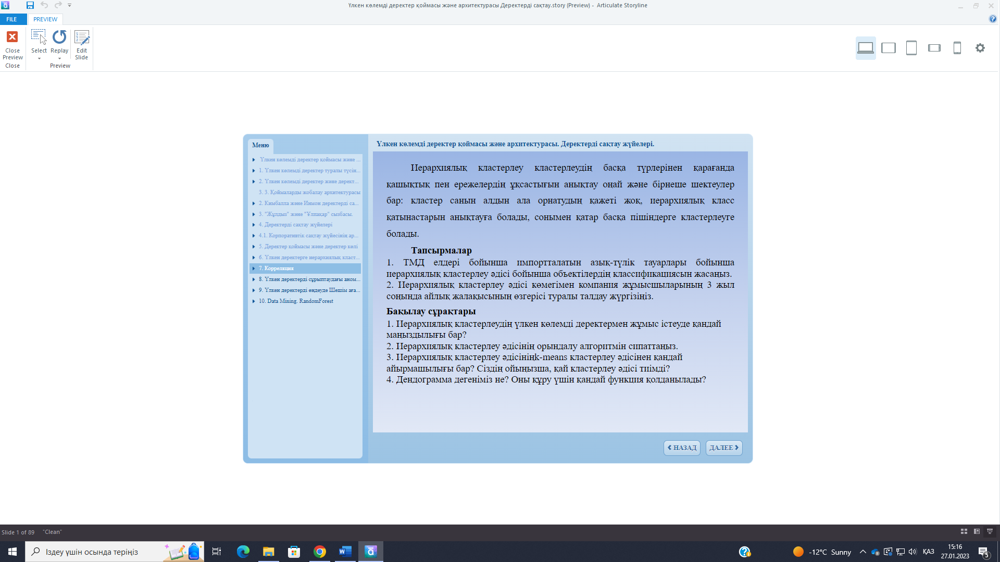 Үлкен көлемді деректер қоймасы және архитектурасы Деректерді сақтау.story (Preview) - Articulate Storyline
FILE
PREVIEW
Close Preview
Select
Replay
Edit Slide
Close
Preview
Меню
Үлкен көлемді деректер қоймасы және ...
1. Үлкен көлемді деректер туралы түсін...
2. Үлкен көлемді деректер және дерект...
3. 3. Қоймаларды жобалау архитектурасы
2. Кимбалла және Инмон деректерді са...
3. "Жұлдыз" және "Ұлпақар" сызбасы.
4. Деректерді сақтау жүйелері
4.1. Корпоративтік сақтау жүйесінің ар...
5. Деректер қоймасы және деректер көлі
6. Үлкен деректерге иерархиялық класт...
7. Корреляция
8. Үлкен деректерді сұрыптаудағы аном...
9. Үлкен деректерді өңдеуде Шешім аға...
10. Data Mining. RandomForest
Үлкен көлемді деректер қоймасы және архитектурасы. Деректерді сақтау жүйелері.
Иерархиялық кластерлеу кластерлеудің басқа түрлерінен қарағанда
қашықтық пен ережелердің ұқсастығын анықтау оңай және бірнеше шектеулер
бар: кластер санын алдын ала орнатудың қажеті жоқ, иерархиялық класс
қатынастарын анықтауға болады, сонымен қатар басқа пішіндерге кластерлеуге
болады.
Тапсырмалар
1. ТМД елдері бойынша импортталатын азық-түлік тауарлары бойынша
иерархиялық кластерлеу әдісі бойынша объектілердің классификациясын жасаңыз.
2. Иерархиялық кластерлеу әдісі көмегімен компания жұмысшыларының 3 жыл
соңында айлық жалақысының өзгерісі туралы талдау жүргізіңіз.
Бақылау сұрақтары
1. Иерархиялық кластерлеудің үлкен көлемді деректермен жұмыс істеуде қандай
маңыздылығы бар?
2. Иерархиялық кластерлеу әдісінің орындалу алгоритмін сипаттаңыз.
3. Иерархиялық кластерлеу әдісініңk-means кластерлеу әдісінен қандай
айырмашылығы бар? Сіздің ойыңызша, қай кластерлеу әдісі тиімді?
4. Дендограмма дегеніміз не? Оны құру үшін қандай функция қолданылады?
НАЗАД
ДАЛЕЕ
Slide 1 of 89
"Clean"
Іздеу үшін осында теріңіз
-12°C Sunny
ҚАЗ
15:16
27.01.2023
5